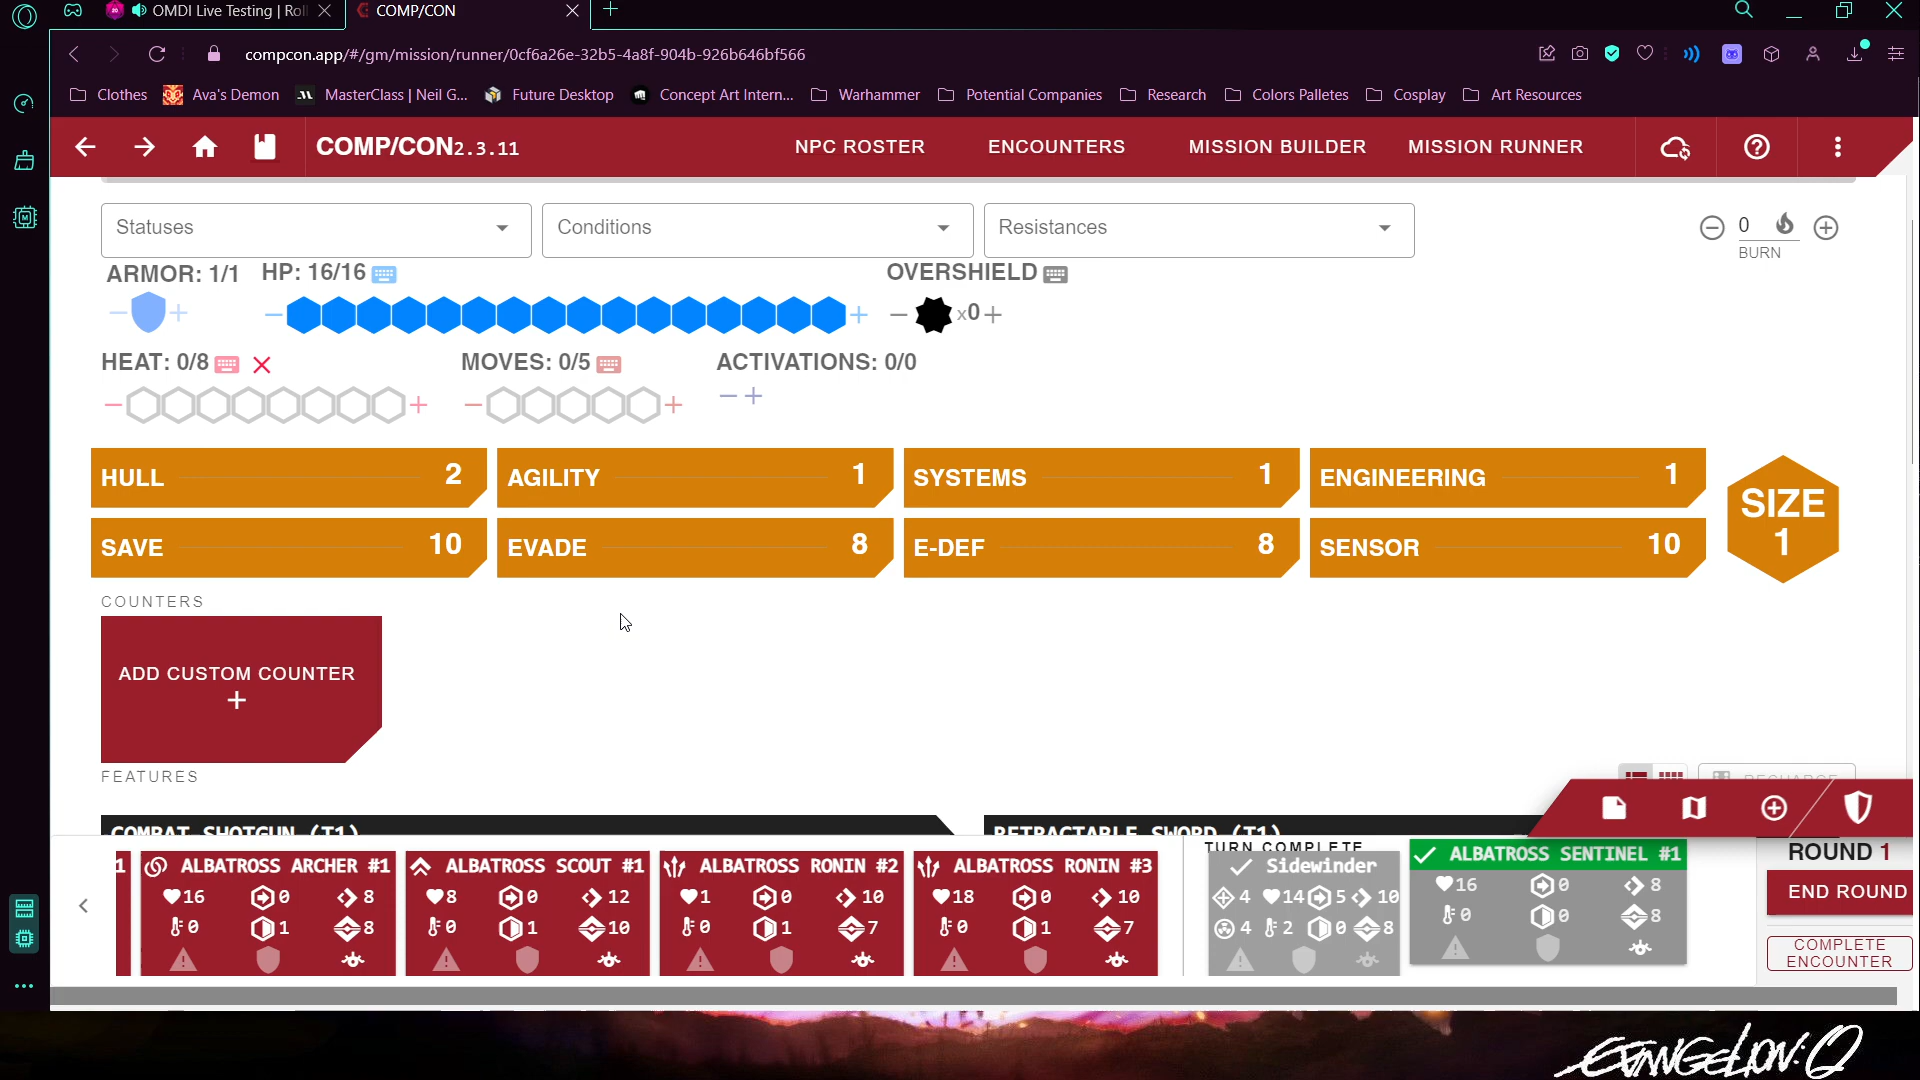 OMDI Live Testing | Roll
COMP/CON
compcon.app/#/gm/mission/runner/0cf6a26e-32b5-4a8f-904b-926b646bf566
Clothes
Ava's Demon
MasterClass | Neil G...
Future Desktop
Concept Art Intern...
Warhammer
Potential Companies
Research
Colors Palletes
Cosplay
Art Resources
COMP/CON2.3.11
NPC ROSTER
ENCOUNTERS
MISSION BUILDER
MISSION RUNNER
Statuses
Conditions
Resistances
0
BURN
ARMOR: 1/1
HP: 16/16
OVERSHIELD
x0
HEAT: 0/8
MOVES: 0/5
ACTIVATIONS: 0/0
HULL 2
AGILITY 1
SYSTEMS 1
ENGINEERING 1
SIZE
1
SAVE 10
EVADE 8
E-DEF 8
SENSOR 10
COUNTERS
ADD CUSTOM COUNTER
FEATURES
RECHARGE
COMBAT SHOTGUN (T1)
RETRACTABLE SWORD (T1)
1
ALBATROSS ARCHER #1
16 0 8
0 1 8
ALBATROSS SCOUT #1
8 0 12
0 1 10
ALBATROSS RONIN #2
1 0 10
0 1 7
ALBATROSS RONIN #3
18 0 10
0 1 7
TURN COMPLETE
Sidewinder
4 14 5 10
4 2 0 8
ALBATROSS SENTINEL #1
16 0 8
0 0 8
ROUND 1
END ROUND
COMPLETE
ENCOUNTER
EVANGELION:Q